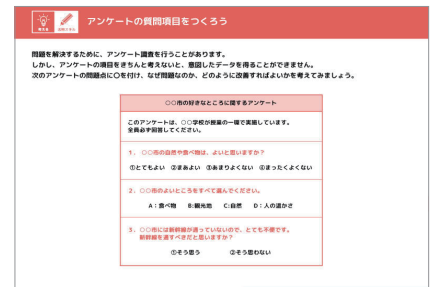 アンケートの質問項目をつくろう
問題を解決するために、アンケート調査を行うことがあります。
しかし、アンケートの項目をきちんと考えないと、意図したデータを得ることができません。
次のアンケートの問題点に〇を付け、なぜ問題なのか、どのように改善すればよいかを考えてみましょう。
〇〇市の好きなところに関するアンケート
このアンケートは、〇〇学校が授業の一環で実施しています。
全員必ず回答してください。
1. 〇〇市の自然や食べ物は、よいと思いますか?
①とてもよい ②まあよい ③あまりよくない ④まったくよくない
2. 〇〇市のよいところをすべて選んでください。
A:食べ物 B:観光地 C:自然 D:人の温かさ
3. 〇〇市には新幹線が通っていないので、とても不便です。
新幹線を通すべきだと思いますか?
①そう思う ②そう思わない